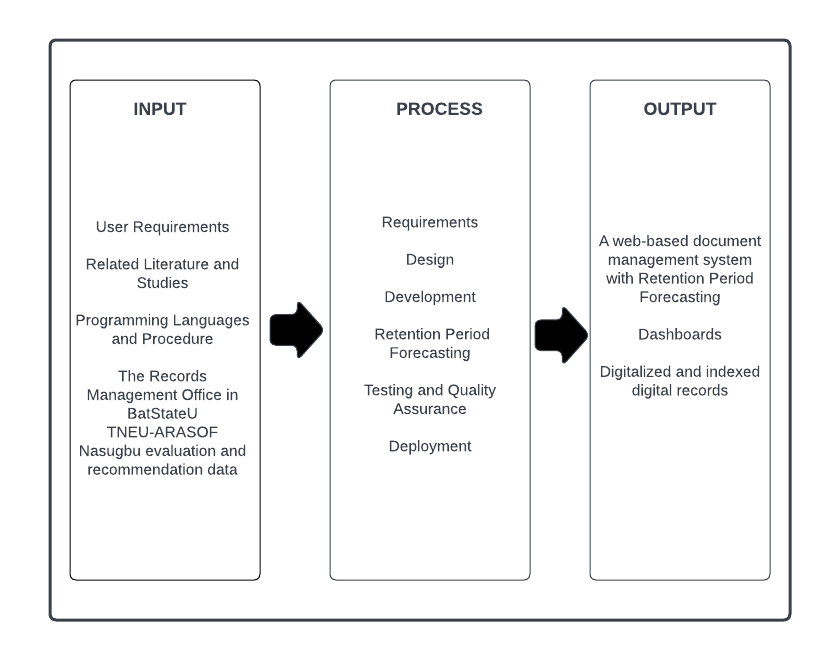 INPUT
User Requirements
Related Literature and
Studies
Programming Languages
and Procedure
The Records
Management Office in
BatStateU
TNEU-ARASOF
Nasugbu evaluation and
recommendation data
PROCESS
Requirements
Design
Development
Retention Period
Forecasting
Testing and Quality
Assurance
Deployment
OUTPUT
A web-based document
management system
with Retention Period
Forecasting
Dashboards
Digitalized and indexed
digital records